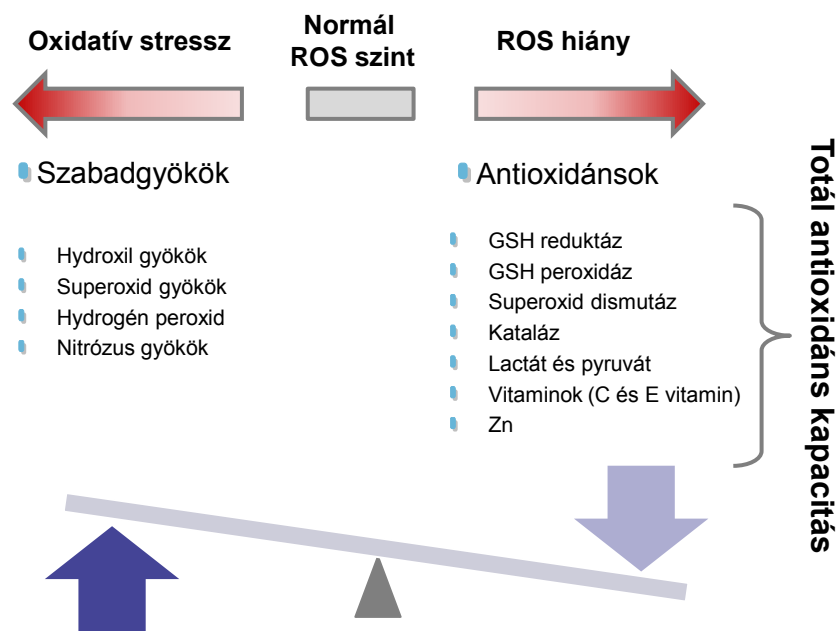 Oxidatív stressz
Normál
ROS szint
ROS hiány
Szabadgyökök
Hydroxil gyökök
Superoxid gyökök
Hydrogén peroxid
Nitrózus gyökök
Antioxidánsok
GSH reduktáz
GSH peroxidáz
Superoxid dismutáz
Kataláz
Lactát és pyruvát
Vitaminok (C és E vitamin)
Zn
Totál antioxidáns kapacitás